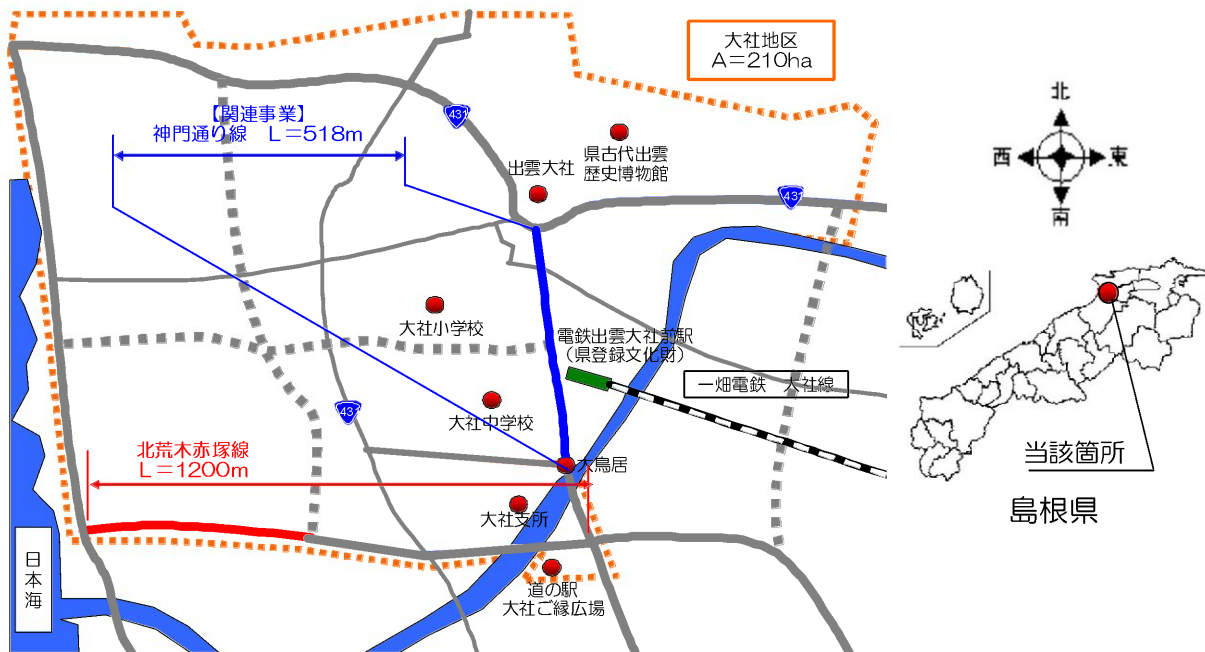 大社地区
A=210ha
【関連事業】
神門通り線 L=518m
431
出雲大社
県古代出雲
歴史博物館
431
北
西
東
南
大社小学校
電鉄出雲大社前駅
(県登録文化財)
一畑電鉄 大社線
大社中学校
431
北荒木赤塚線
L=1200m
大鳥居
大社支所
当該箇所
島根県
日本海
道の駅
大社ご縁広場